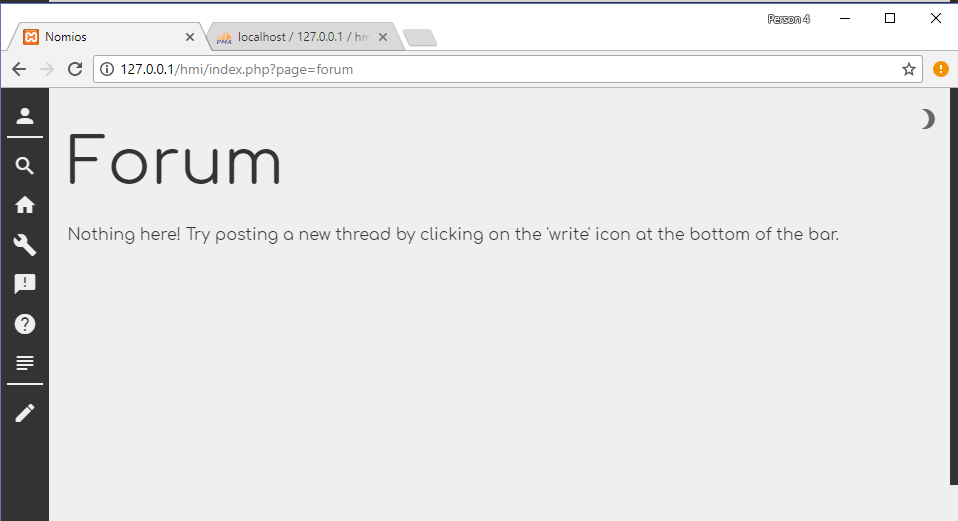 Person 4
Nomios
PMA localhost / 127.0.0.1 / hm
127.0.0.1/hmi/index.php?page=forum
Forum
Nothing here! Try posting a new thread by clicking on the 'write' icon at the bottom of the bar.